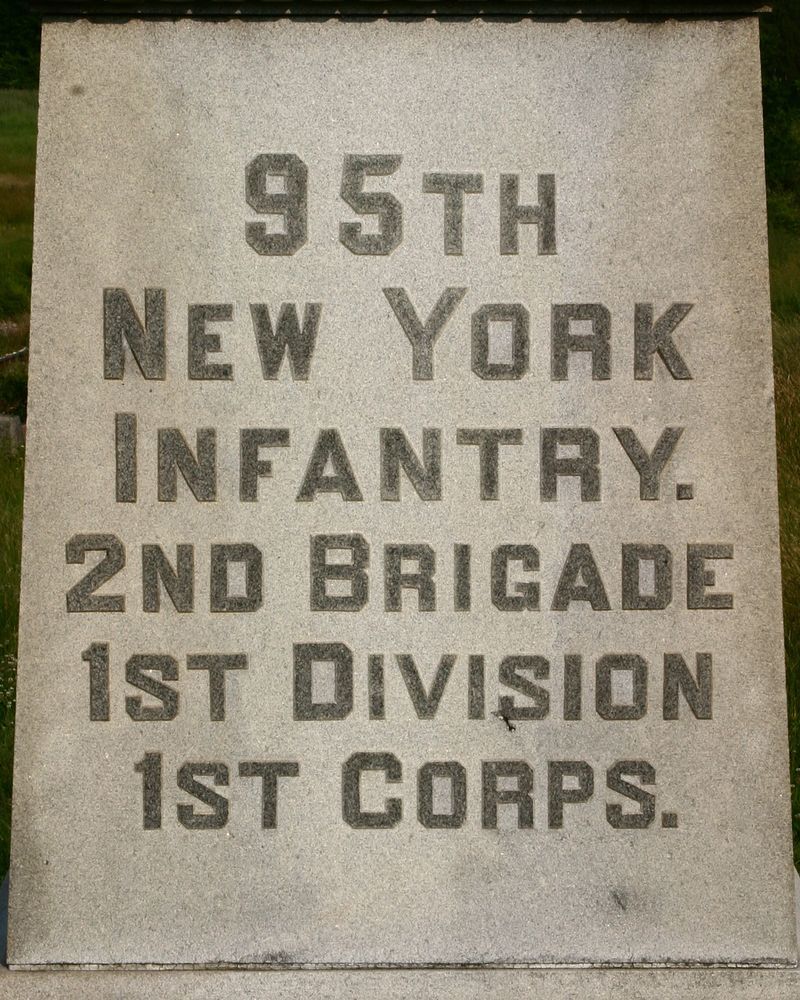 95TH
NEW YORK
INFANTRY.
2ND BRIGADE
1ST DIVISION
1ST CORPS.